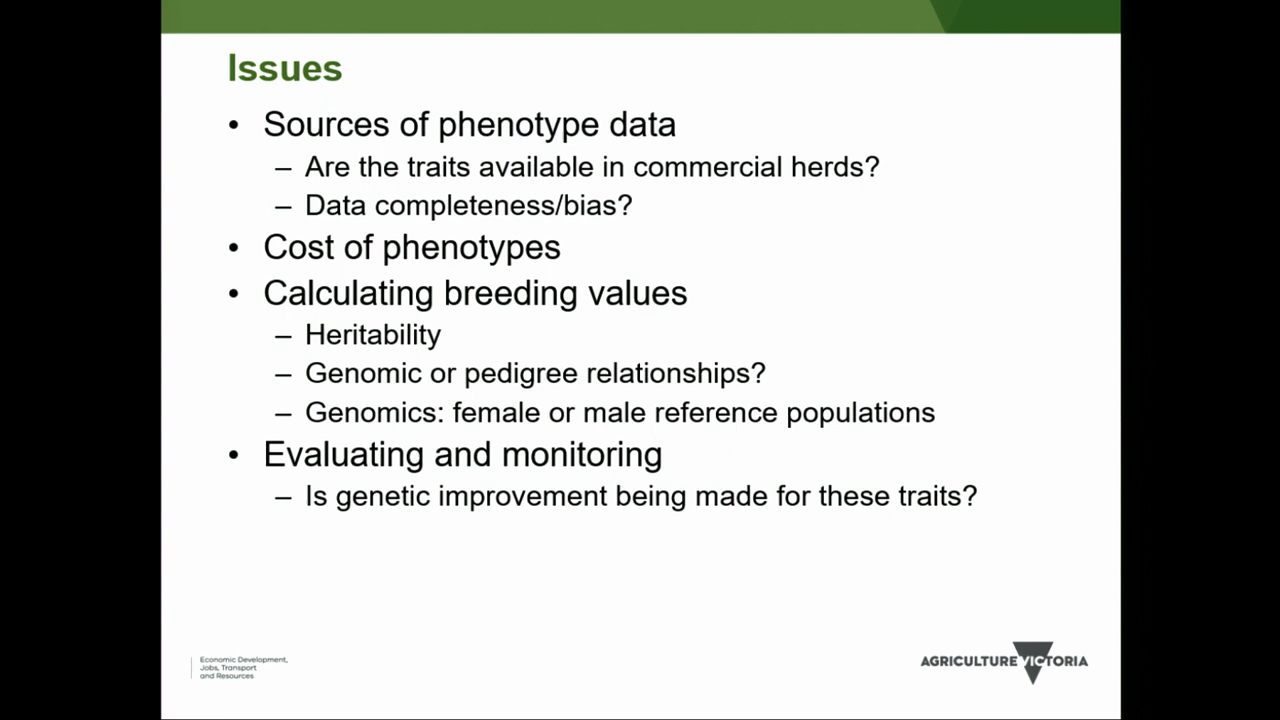 Issues
• Sources of phenotype data
– Are the traits available in commercial herds?
– Data completeness/bias?
• Cost of phenotypes
• Calculating breeding values
– Heritability
– Genomic or pedigree relationships?
– Genomics: female or male reference populations
• Evaluating and monitoring
– Is genetic improvement being made for these traits?
Economic Development,
Jobs, Transport
and Resources
AGRICULTURE VICTORIA